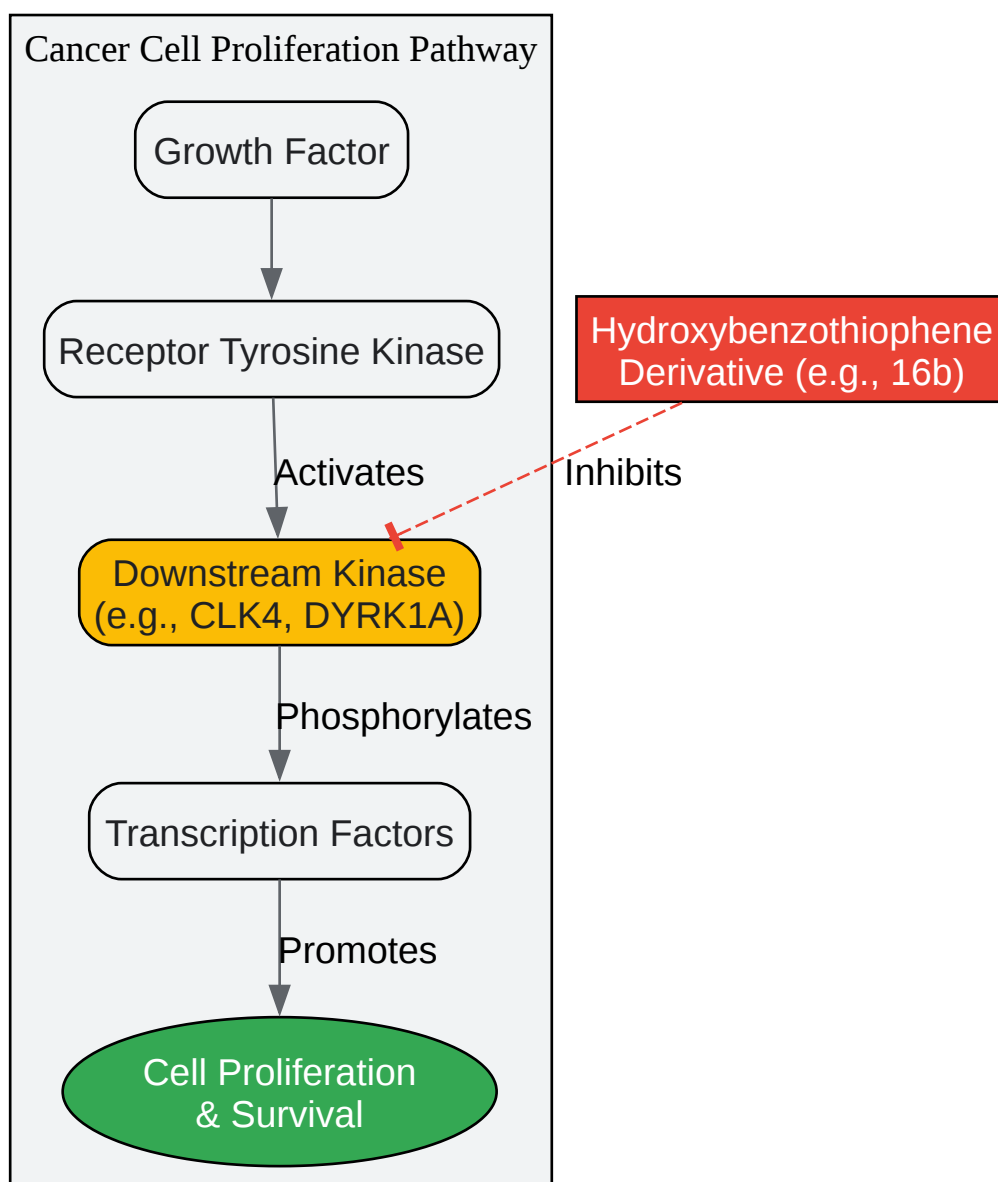 Cancer Cell Proliferation Pathway
Growth Factor
Receptor Tyrosine Kinase
Hydroxybenzothiophene
Derivative (e.g., 16b)
Activates
Inhibits
Downstream Kinase
(e.g., CLK4, DYRK1A)
Phosphorylates
Transcription Factors
Promotes
Cell Proliferation
& Survival